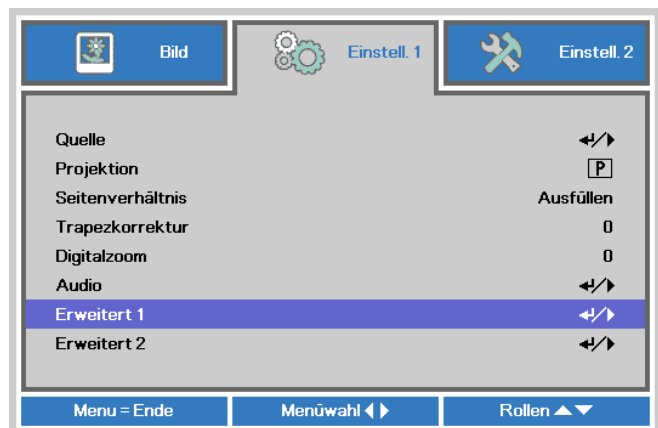 Bild
Einstell. 1
Einstell. 2
Quelle ↵/▶
Projektion P
Seitenverhältnis Ausfüllen
Trapezkorrektur 0
Digitalzoom 0
Audio ↵/▶
Erweitert 1 ↵/▶
Erweitert 2 ↵/▶
Menu = Ende
Menüwahl ◀▶
Rollen ▲▼